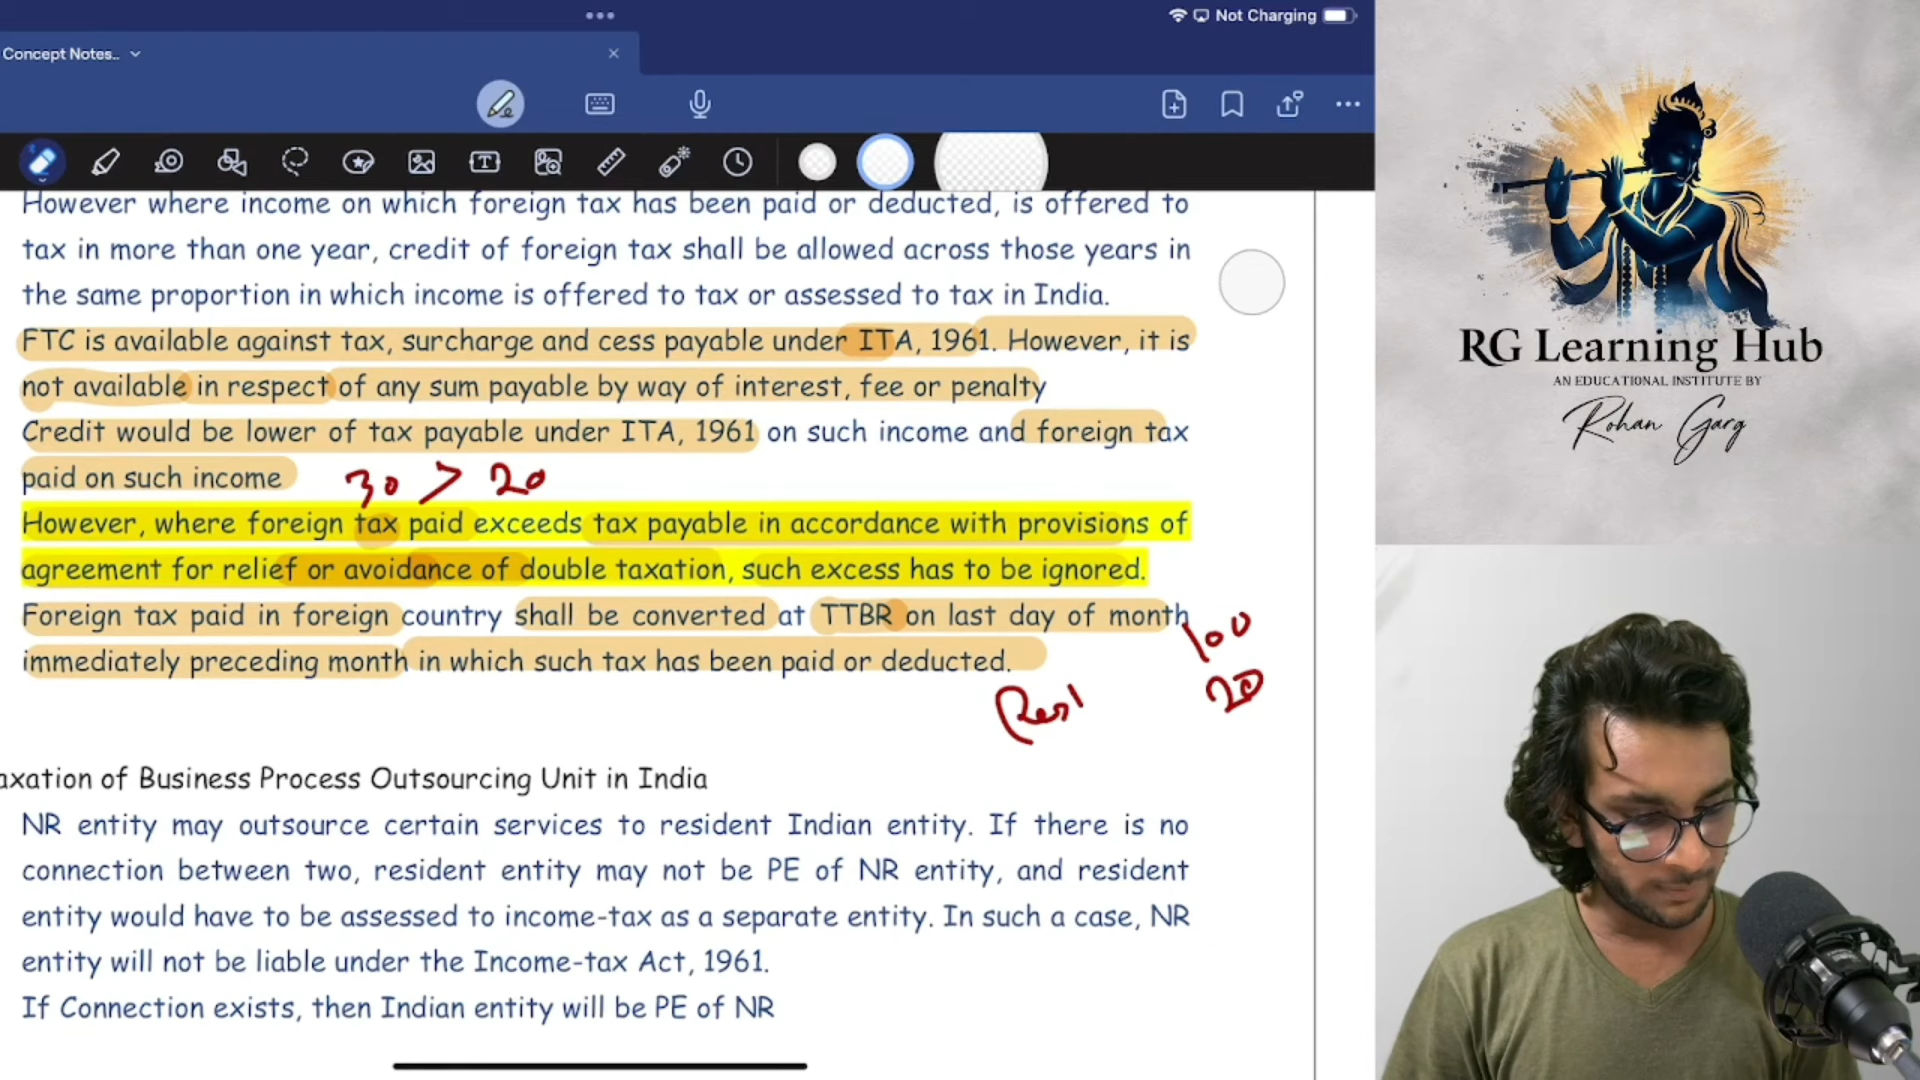 Not Charging
Concept Notes..
However where income on which foreign tax has been paid or deducted, is offered to
tax in more than one year, credit of foreign tax shall be allowed across those years in
the same proportion in which income is offered to tax or assessed to tax in India.
FTC is available against tax, surcharge and cess payable under ITA, 1961. However, it is
not available in respect of any sum payable by way of interest, fee or penalty
Credit would be lower of tax payable under ITA, 1961 on such income and foreign tax
paid on such income
30 > 20
However, where foreign tax paid exceeds tax payable in accordance with provisions of
agreement for relief or avoidance of double taxation, such excess has to be ignored.
Foreign tax paid in foreign country shall be converted at TTBR on last day of month
immediately preceding month in which such tax has been paid or deducted.
100
20
axation of Business Process Outsourcing Unit in India
NR entity may outsource certain services to resident Indian entity. If there is no
connection between two, resident entity may not be PE of NR entity, and resident
entity would have to be assessed to income-tax as a separate entity. In such a case, NR
entity will not be liable under the Income-tax Act, 1961.
If Connection exists, then Indian entity will be PE of NR
RG Learning Hub
AN EDUCATIONAL INSTITUTE BY
Rohan Garg